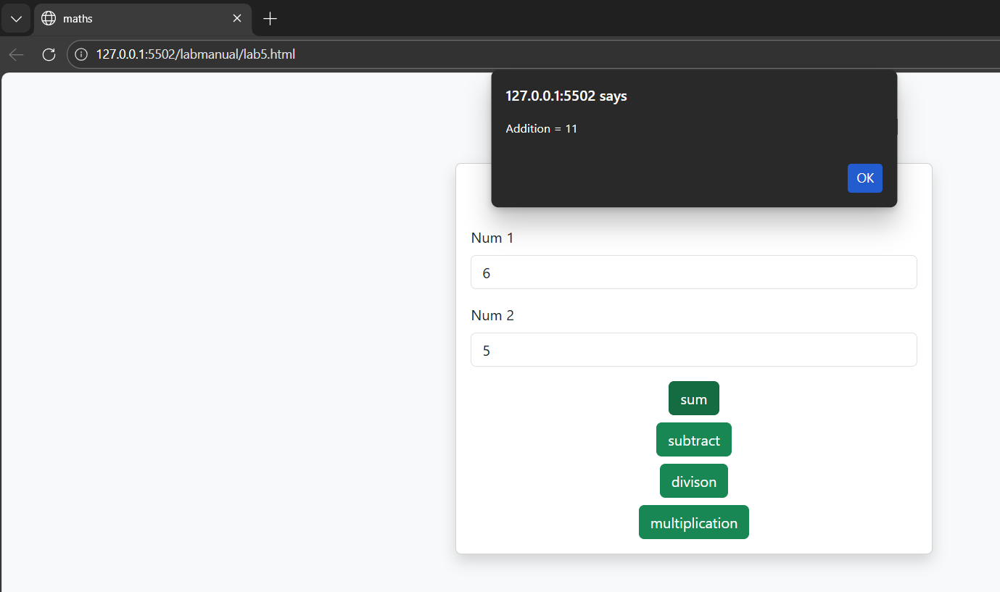 maths
127.0.0.1:5502/labmanual/lab5.html
127.0.0.1:5502 says
Addition = 11
OK
Num 1
6
Num 2
5
sum
subtract
divison
multiplication